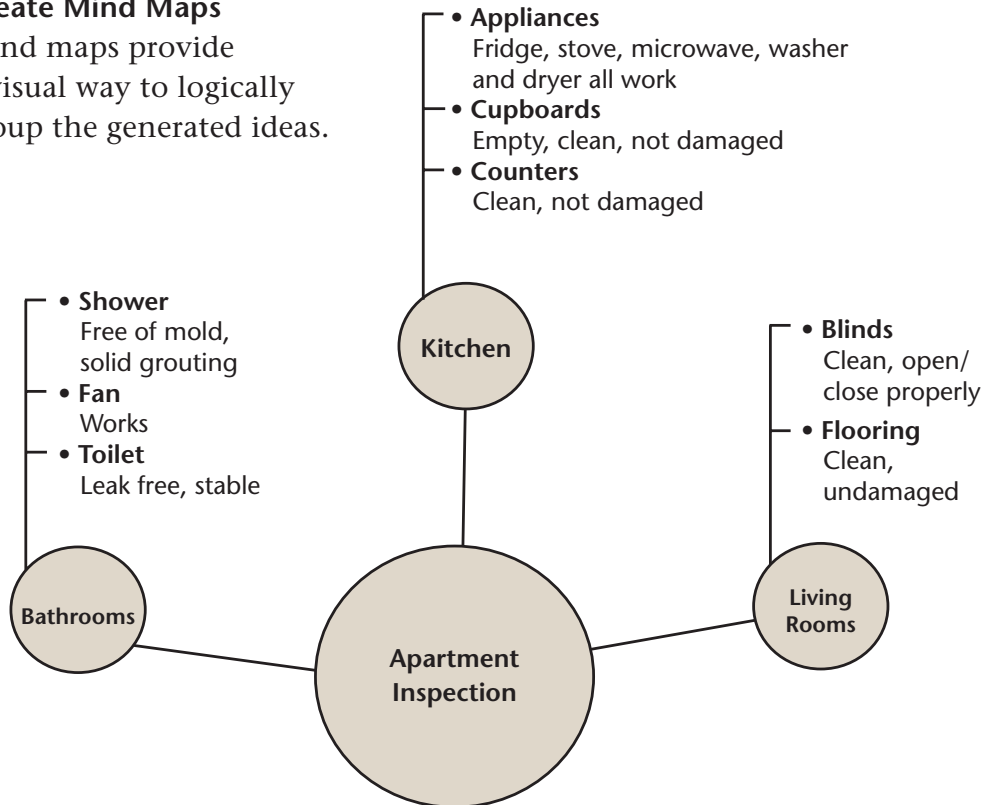 eate Mind Maps
nd maps provide
visual way to logically
oup the generated ideas.
• Appliances
Fridge, stove, microwave, washer
and dryer all work
• Cupboards
Empty, clean, not damaged
• Counters
Clean, not damaged
Kitchen
• Shower
Free of mold,
solid grouting
• Fan
Works
• Toilet
Leak free, stable
Bathrooms
• Blinds
Clean, open/
close properly
• Flooring
Clean,
undamaged
Living
Rooms
Apartment
Inspection